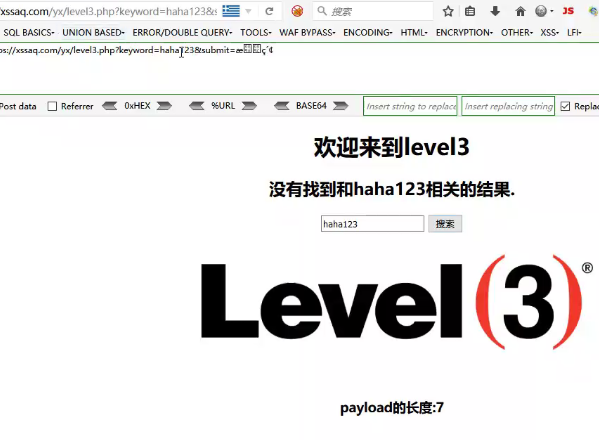 xssaq.com/yx/level3.php?keyword=haha123&s
搜索
SQL BASICS UNION BASED ERROR/DOUBLE QUERY TOOLS WAF BYPASS ENCODING HTML ENCRYPTION OTHER XSS LFI
ps://xssaq.com/yx/level3.php?keyword=haha123&submit=
Post data Referrer 0xHEX %URL BASE64 Insert string to replace Insert replacing string Replac
欢迎来到level3
没有找到和haha123相关的结果.
haha123 搜索
Level(3)®
payload的长度:7